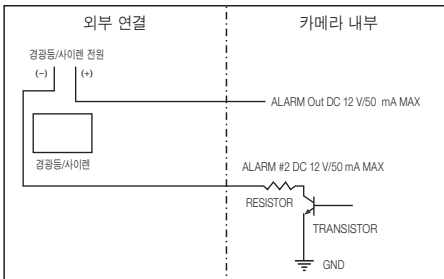 외부 연결
카메라 내부
경광등/사이렌 전원
(-) (+)
ALARM Out DC 12 V/50 mA MAX
경광등/사이렌
ALARM #2 DC 12 V/50 mA MAX
RESISTOR
TRANSISTOR
GND